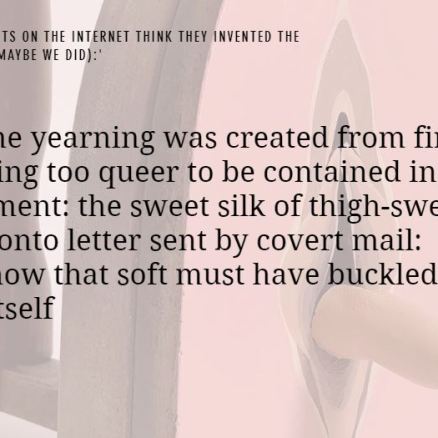 TS ON THE INTERNET THINK THEY INVENTED THE
MAYBE WE DID):'
he yearning was created from fi
ing too queer to be contained in
ment: the sweet silk of thigh-swe
onto letter sent by covert mail:
how that soft must have buckled
tself